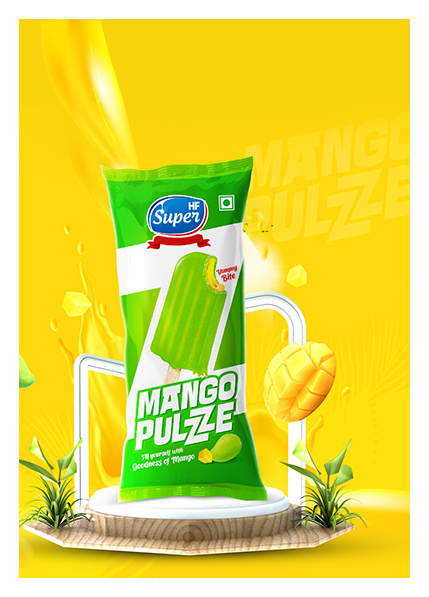 HF
Super
Yummy
Bite
MANGO
PULZZE
Fill yourself with
Goodness of Mango
MANGO
PULZZE